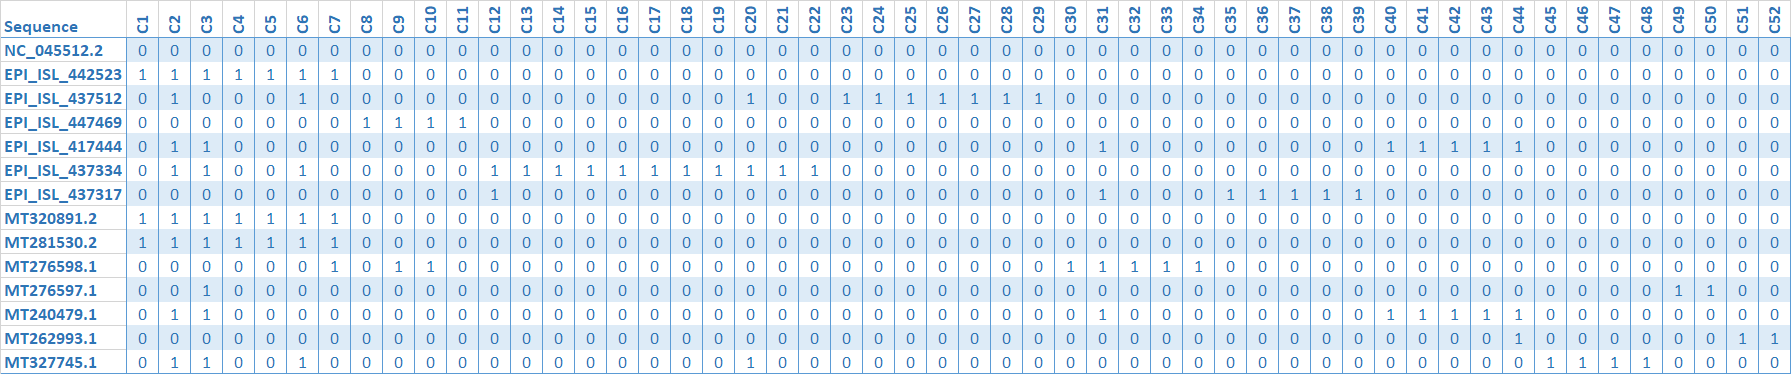 Sequence C1 C2 C3 C4 C5 C6 C7 C8 C9 C10 C11 C12 C13 C14 C15 C16 C17 C18 C19 C20 C21 C22 C23 C24 C25 C26 C27 C28 C29 C30 C31 C32 C33 C34 C35 C36 C37 C38 C39 C40 C41 C42 C43 C44 C45 C46 C47 C48 C49 C50 C51 C52
NC_045512.2 0 0 0 0 0 0 0 0 0 0 0 0 0 0 0 0 0 0 0 0 0 0 0 0 0 0 0 0 0 0 0 0 0 0 0 0 0 0 0 0 0 0 0 0 0 0 0 0 0 0 0 0
EPI_ISL_442523 1 1 1 1 1 1 1 0 0 0 0 0 0 0 0 0 0 0 0 0 0 0 0 0 0 0 0 0 0 0 0 0 0 0 0 0 0 0 0 0 0 0 0 0 0 0 0 0 0 0 0 0
EPI_ISL_437512 0 1 0 0 0 1 0 0 0 0 0 0 0 0 0 0 0 0 0 1 0 0 1 1 1 1 1 1 1 0 0 0 0 0 0 0 0 0 0 0 0 0 0 0 0 0 0 0 0 0 0 0
EPI_ISL_447469 0 0 0 0 0 0 0 1 1 1 1 0 0 0 0 0 0 0 0 0 0 0 0 0 0 0 0 0 0 0 0 0 0 0 0 0 0 0 0 0 0 0 0 0 0 0 0 0 0 0 0 0
EPI_ISL_417444 0 1 1 0 0 0 0 0 0 0 0 0 0 0 0 0 0 0 0 0 0 0 0 0 0 0 0 0 0 0 1 0 0 0 0 0 0 0 0 1 1 1 1 1 0 0 0 0 0 0 0 0
EPI_ISL_437334 0 1 1 0 0 1 0 0 0 0 0 1 1 1 1 1 1 1 1 1 1 1 0 0 0 0 0 0 0 0 0 0 0 0 0 0 0 0 0 0 0 0 0 0 0 0 0 0 0 0 0 0
EPI_ISL_437317 0 0 0 0 0 0 0 0 0 0 0 1 0 0 0 0 0 0 0 0 0 0 0 0 0 0 0 0 0 0 1 0 0 0 1 1 1 1 1 0 0 0 0 0 0 0 0 0 0 0 0 0
MT320891.2 1 1 1 1 1 1 1 0 0 0 0 0 0 0 0 0 0 0 0 0 0 0 0 0 0 0 0 0 0 0 0 0 0 0 0 0 0 0 0 0 0 0 0 0 0 0 0 0 0 0 0 0
MT281530.2 1 1 1 1 1 1 1 0 0 0 0 0 0 0 0 0 0 0 0 0 0 0 0 0 0 0 0 0 0 0 0 0 0 0 0 0 0 0 0 0 0 0 0 0 0 0 0 0 0 0 0 0
MT276598.1 0 0 0 0 0 0 1 0 1 1 0 0 0 0 0 0 0 0 0 0 0 0 0 0 0 0 0 0 0 1 1 1 1 1 0 0 0 0 0 0 0 0 0 0 0 0 0 0 0 0 0 0
MT276597.1 0 0 1 0 0 0 0 0 0 0 0 0 0 0 0 0 0 0 0 0 0 0 0 0 0 0 0 0 0 0 0 0 0 0 0 0 0 0 0 0 0 0 0 0 0 0 0 0 1 1 0 0
MT240479.1 0 1 1 0 0 0 0 0 0 0 0 0 0 0 0 0 0 0 0 0 0 0 0 0 0 0 0 0 0 0 1 0 0 0 0 0 0 0 0 1 1 1 1 1 0 0 0 0 0 0 0 0
MT262993.1 0 0 0 0 0 0 0 0 0 0 0 0 0 0 0 0 0 0 0 0 0 0 0 0 0 0 0 0 0 0 0 0 0 0 0 0 0 0 0 0 0 0 0 1 0 0 0 0 0 0 1 1
MT327745.1 0 1 1 0 0 1 0 0 0 0 0 0 0 0 0 0 0 0 0 1 0 0 0 0 0 0 0 0 0 0 0 0 0 0 0 0 0 0 0 0 0 0 0 0 1 1 1 1 0 0 0 0